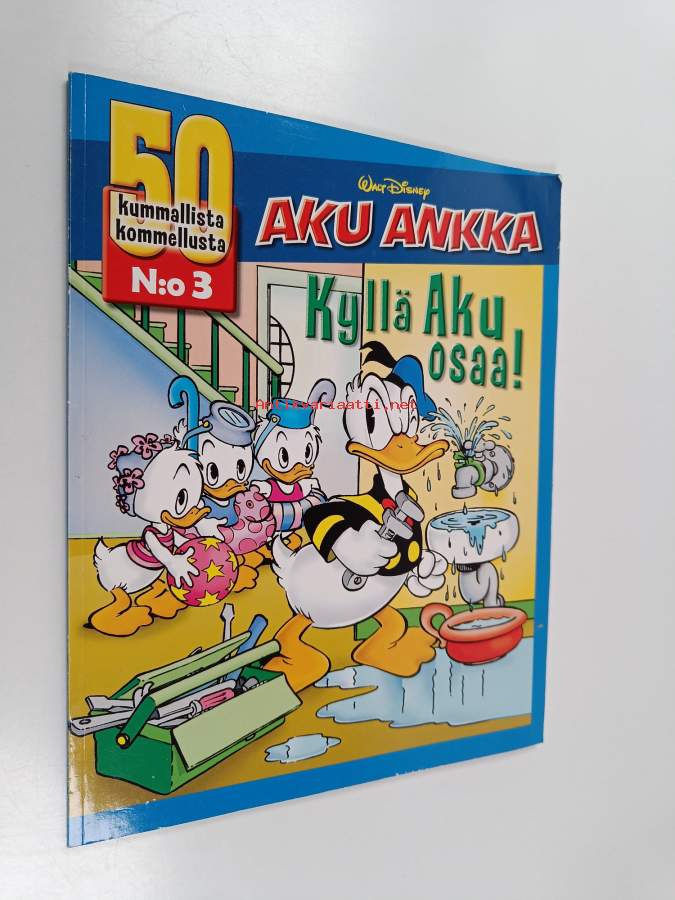 50
kummallista
kommellusta
N:o 3
WALT DISNEY
AKU ANKKA
Kyllä Aku
osaa!
Antikvariaatti.net